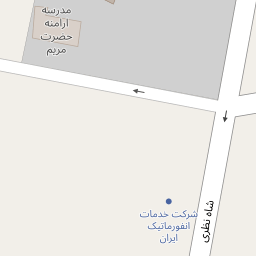 مدرسه
ارامنه
حضرت
مریم
شرکت خدمات
انفورماتیک
ایران
شاه نظری